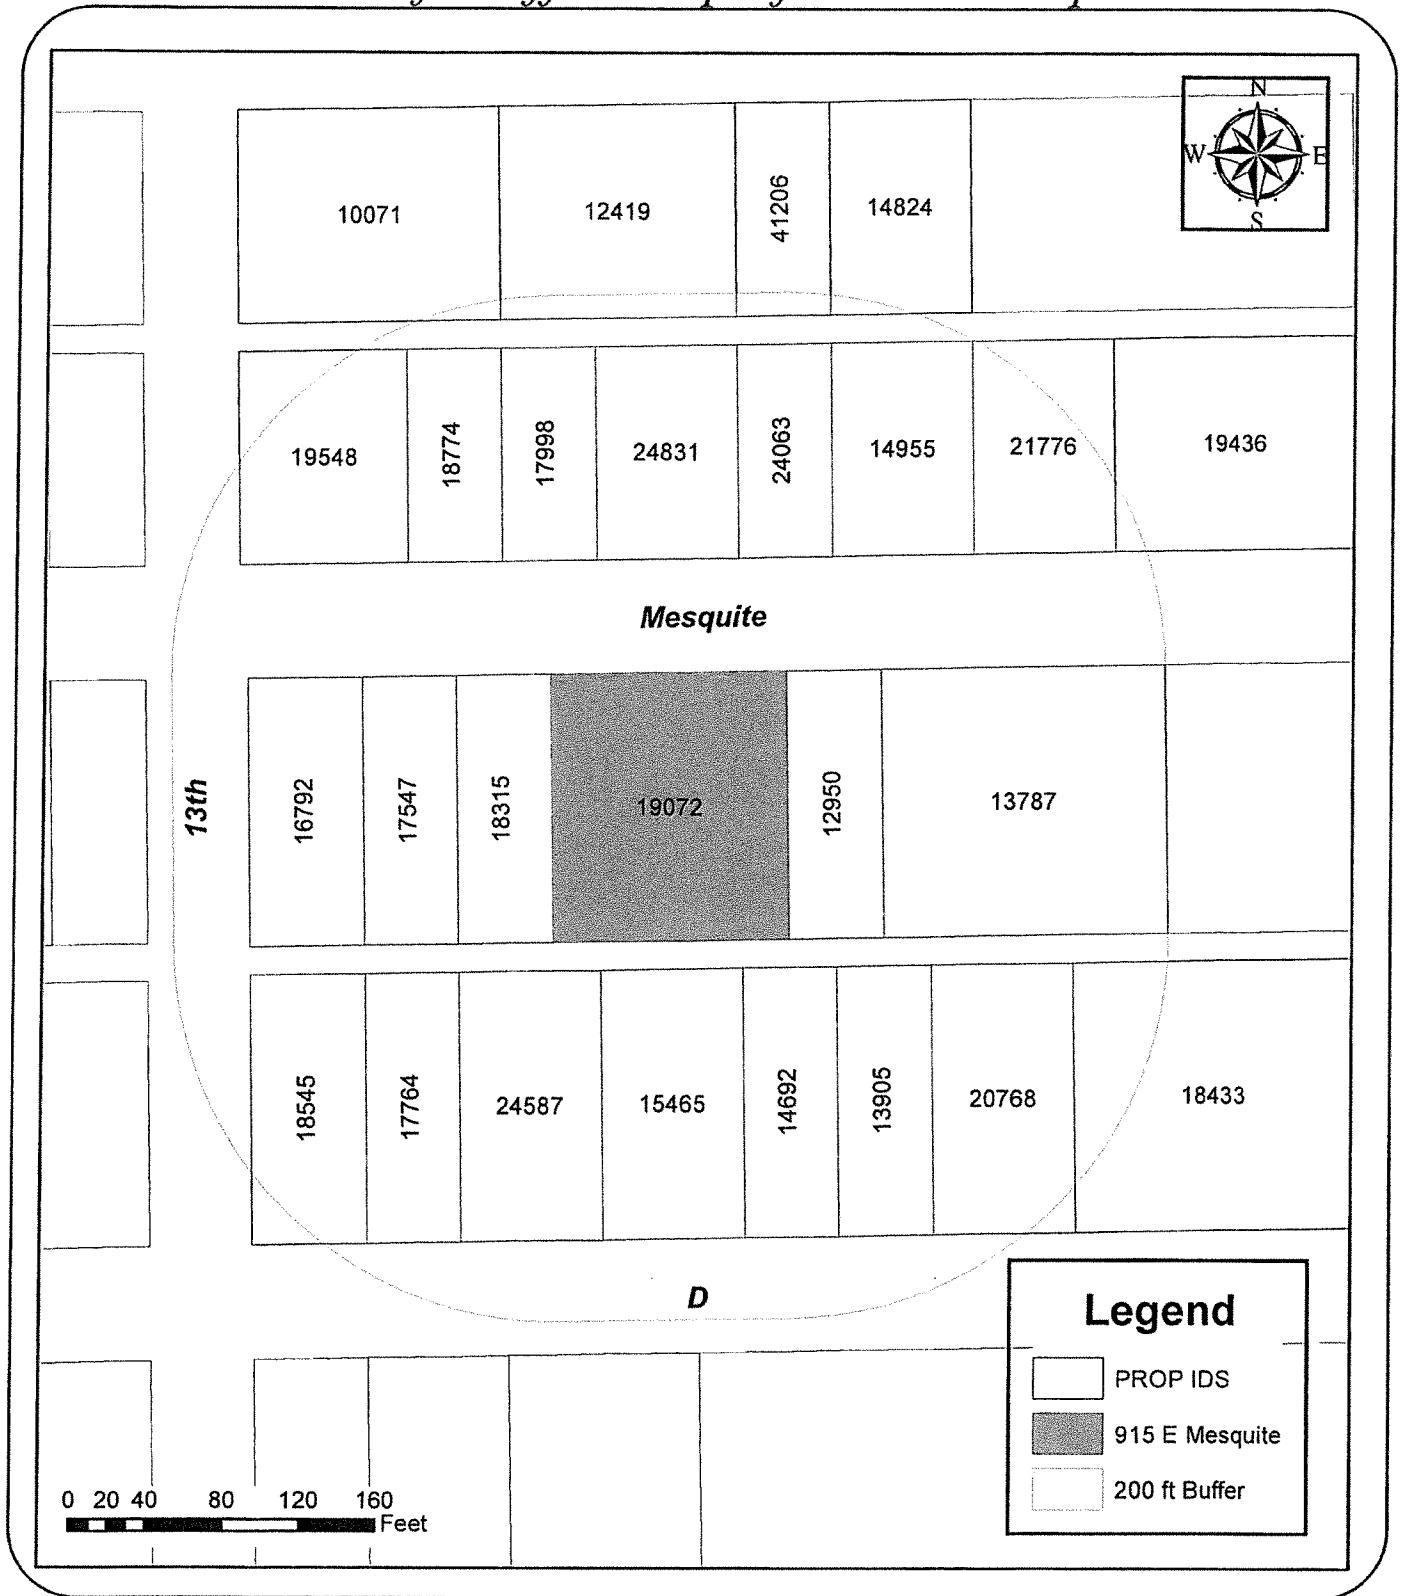 N
W E
S
10071 12419 41206 14824
19548 18774 17998 24831 24063 14955 21776 19436
Mesquite
13th
16792 17547 18315 19072 12950 13787
18545 17764 24587 15465 14692 13905 20768 18433
D
Legend
PROP IDS
915 E Mesquite
200 ft Buffer
0 20 40 80 120 160
Feet